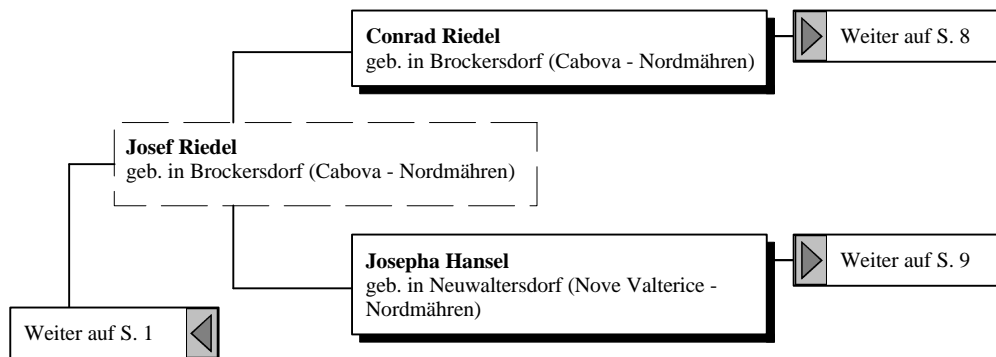 Conrad Riedel
geb. in Brockersdorf (Cabova - Nordmähren)
Weiter auf S. 8
Josef Riedel
geb. in Brockersdorf (Cabova - Nordmähren)
Josepha Hansel
geb. in Neuwaltersdorf (Nove Valterice -
Nordmähren)
Weiter auf S. 9
Weiter auf S. 1